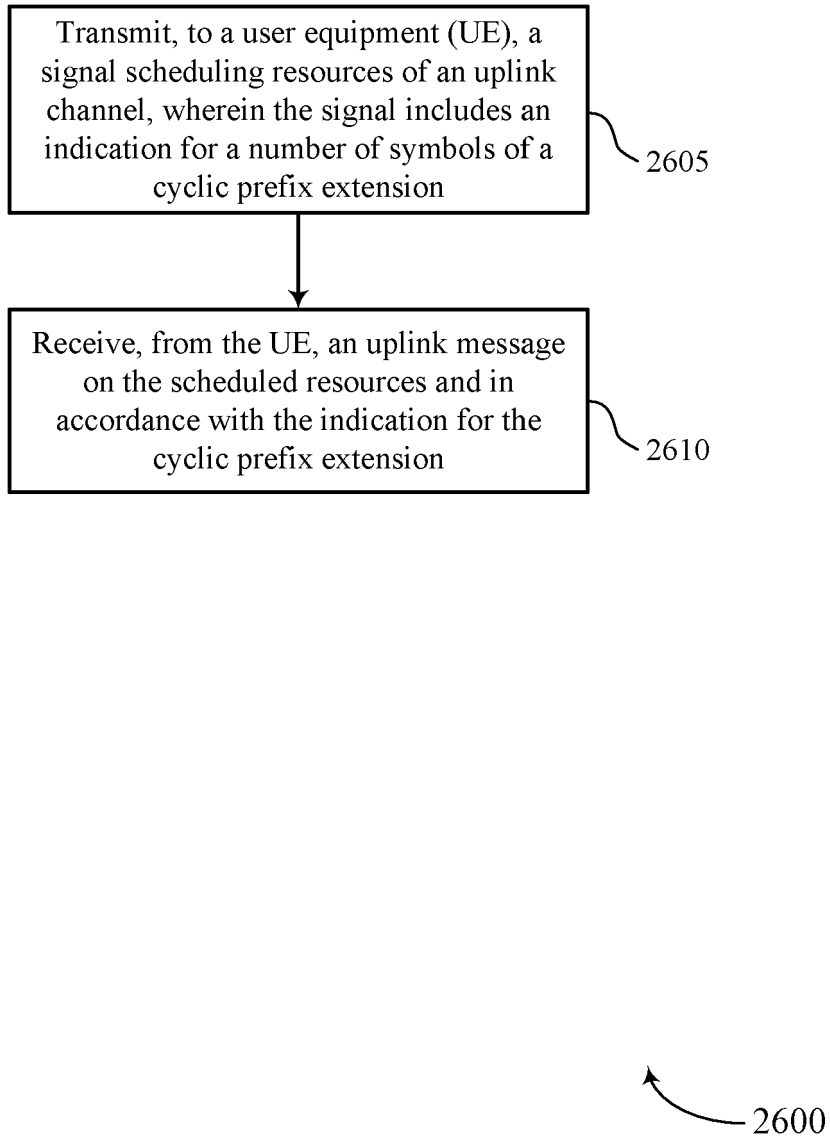 Transmit, to a user equipment (UE), a
signal scheduling resources of an uplink
channel, wherein the signal includes an
indication for a number of symbols of a
cyclic prefix extension
2605
Receive, from the UE, an uplink message
on the scheduled resources and in
accordance with the indication for the
cyclic prefix extension
2610
2600